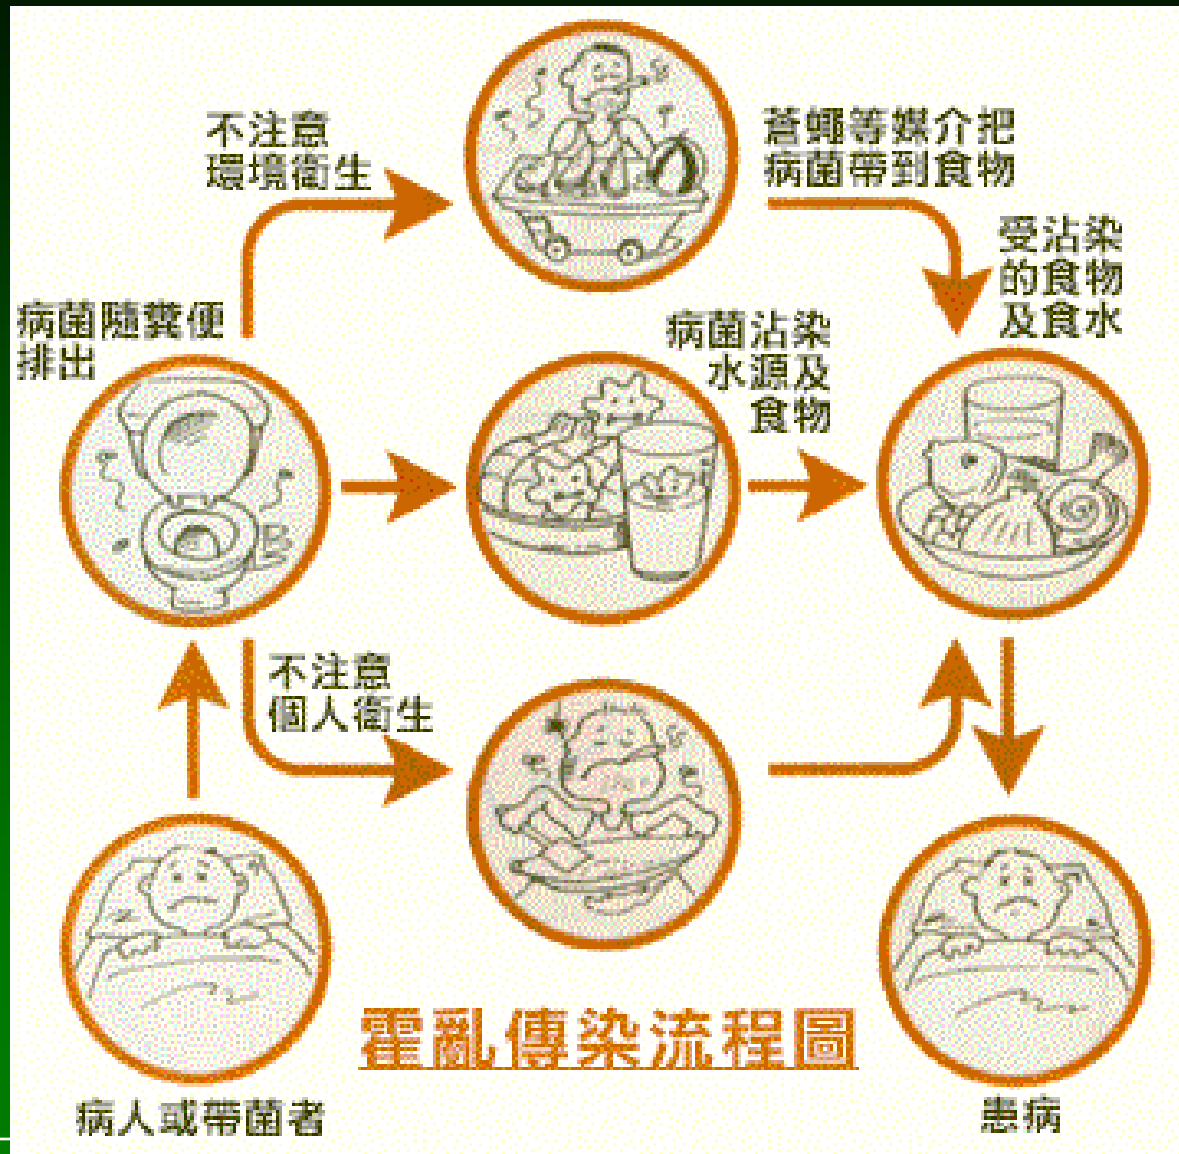 不注意
環境衛生
蒼蠅等媒介把
病菌帶到食物
受沾染
的食物
及食水
病菌隨糞便
排出
病菌沾染
水源及
食物
不注意
個人衛生
霍亂傳染流程圖
病人或帶菌者
患病